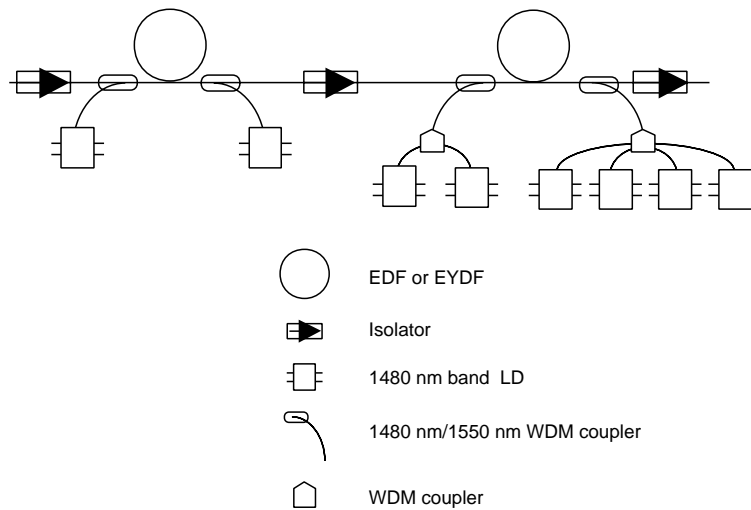 EDF or EYDF
Isolator
1480 nm band LD
1480 nm/1550 nm WDM coupler
WDM coupler